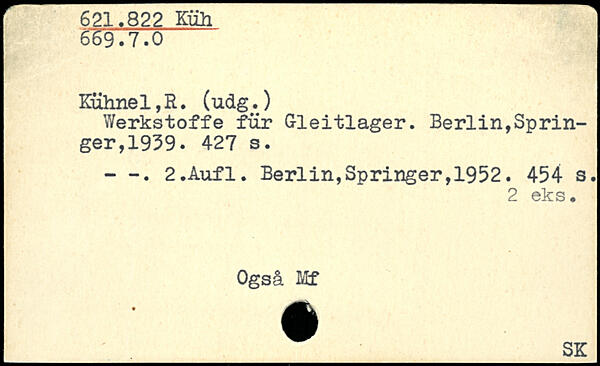 621.822 Küh
669.7.0
Kühnel,R. (udg.)
Werkstoffe für Gleitlager. Berlin,Sprin-
ger,1939. 427 s.
- -. 2.Aufl. Berlin,Springer,1952. 454 s.
2 eks.
Også Mf
SK